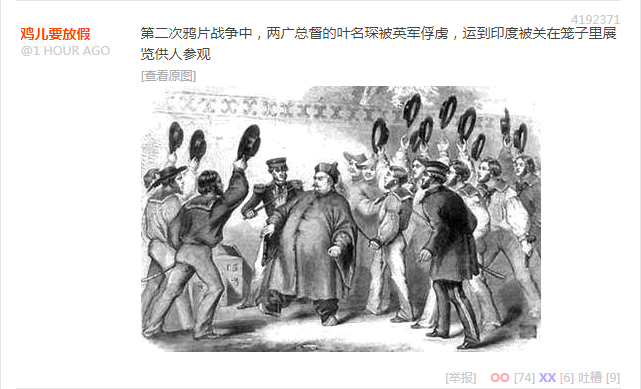 4192371
鸡儿要放假
@1 HOUR AGO
第二次鸦片战争中，两广总督的叶名琛被英军俘虏，运到印度被关在笼子里展
览供人参观
[查看原图]
[举报] OO [74] XX [6] 吐槽 [9]